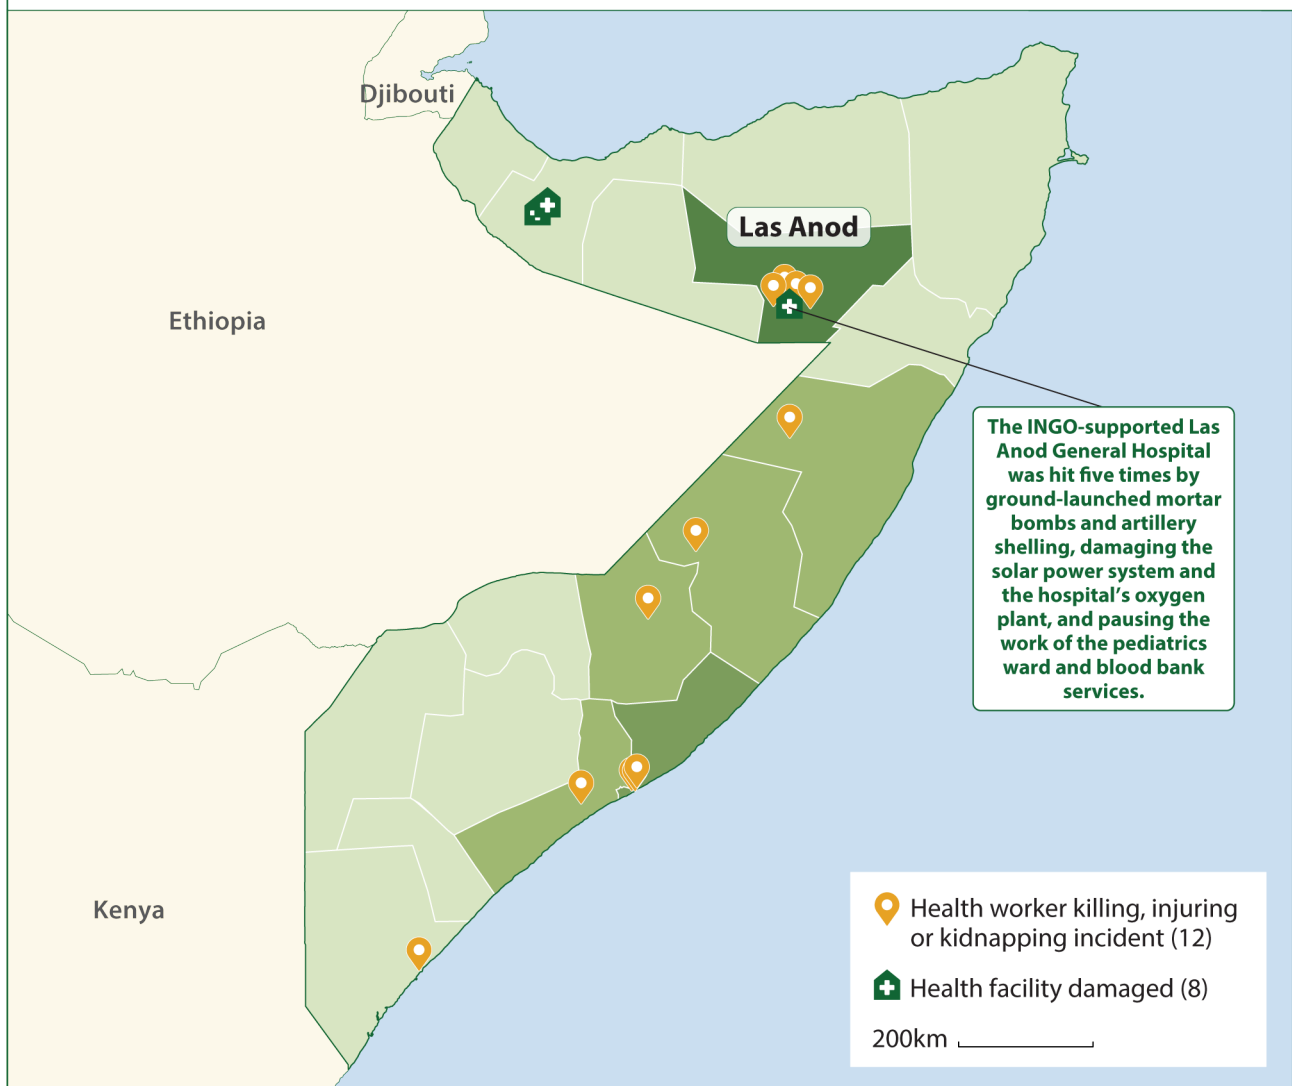 Djibouti
Las Anod
Ethiopia
The INGO-supported Las
Anod General Hospital
was hit five times by
ground-launched mortar
bombs and artillery
shelling, damaging the
solar power system and
the hospital's oxygen
plant, and pausing the
work of the pediatrics
ward and blood bank
services.
Kenya
Health worker killing, injuring
or kidnapping incident (12)
Health facility damaged (8)
200km